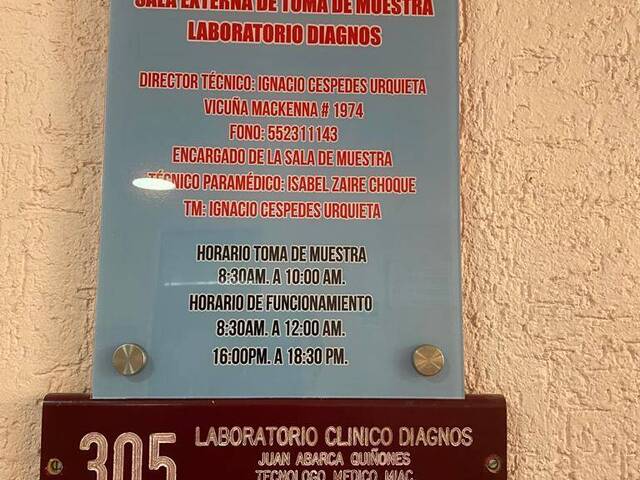 SALA EXTERNA DE TOMA DE MUESTRA
LABORATORIO DIAGNOS
DIRECTOR TÉCNICO: IGNACIO CESPEDES URQUIETA
VICUÑA MACKENNA # 1974
FONO: 552311143
ENCARGADO DE LA SALA DE MUESTRA
TÉCNICO PARAMÉDICO: ISABEL ZAIRE CHOQUE
TM: IGNACIO CESPEDES URQUIETA
HORARIO TOMA DE MUESTRA
8:30AM. A 10:00 AM.
HORARIO DE FUNCIONAMIENTO
8:30AM. A 12:00 AM.
16:00PM. A 18:30 PM.
305
LABORATORIO CLINICO DIAGNOS
JUAN ABARCA QUIÑONES
TECNOLOGO MEDICO MIAC